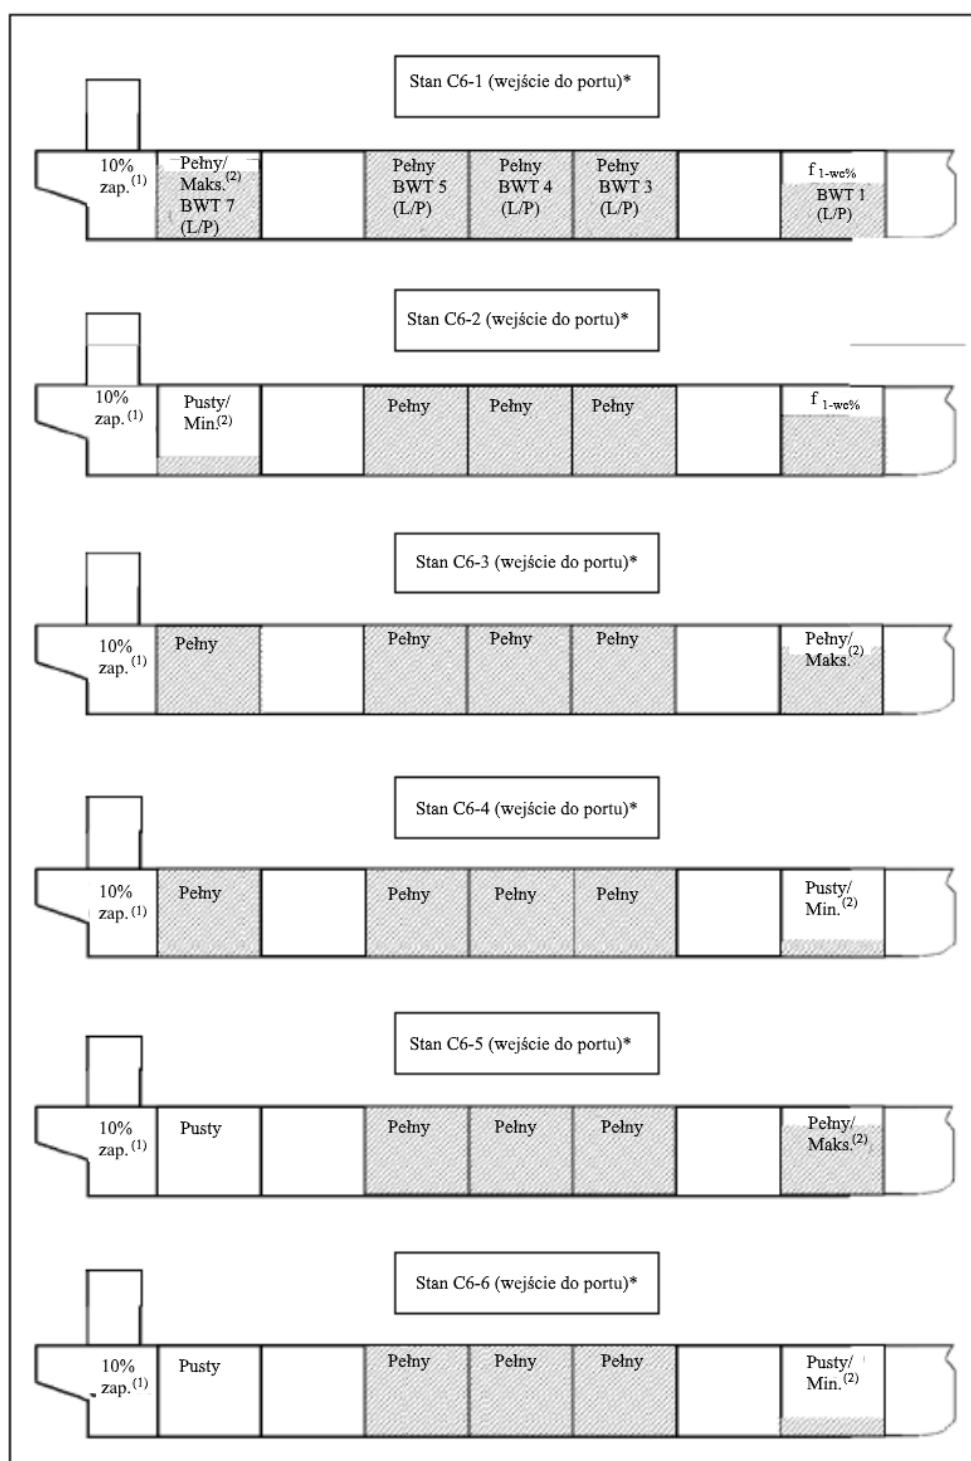 Stan C6-1 (wejście do portu)*
10%
zap.(1)
Pełny/
Maks.(2)
BWT 7
(L/P)
Pełny
BWT 5
(L/P)
Pełny
BWT 4
(L/P)
Pełny
BWT 3
(L/P)
f 1-we%
BWT 1
(L/P)
Stan C6-2 (wejście do portu)*
10%
zap.(1)
Pusty/
Min.(2)
Pełny
Pełny
Pełny
f 1-we%
Stan C6-3 (wejście do portu)*
10%
zap.(1)
Pełny
Pełny
Pełny
Pełny
Pełny/
Maks.(2)
Stan C6-4 (wejście do portu)*
10%
zap.(1)
Pełny
Pełny
Pełny
Pełny
Pusty/
Min.(2)
Stan C6-5 (wejście do portu)*
10%
zap.(1)
Pusty
Pełny
Pełny
Pełny
Pełny/
Maks.(2)
Stan C6-6 (wejście do portu)*
10%
zap.(1)
Pusty
Pełny
Pełny
Pełny
Pusty/
Min.(2)